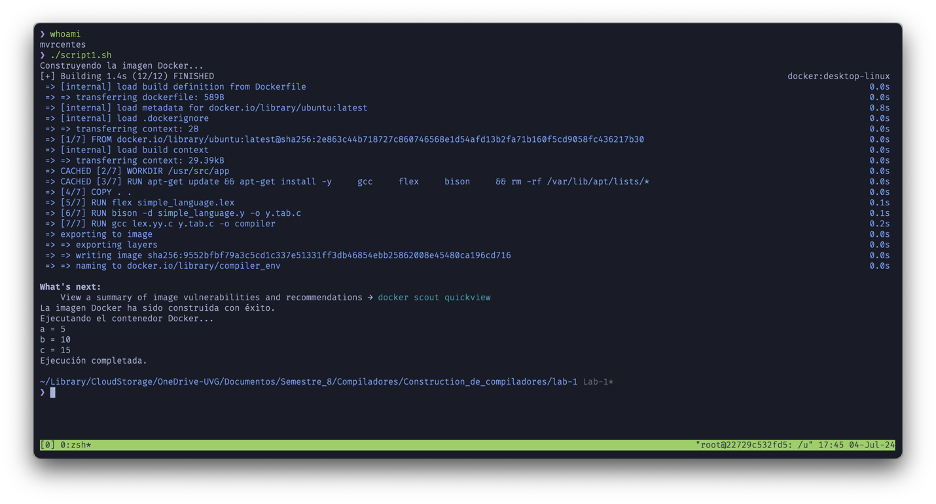 ❯ whoami
mvrcentes
❯ ./script1.sh
Construyendo la imagen Docker...
[+] Building 1.4s (12/12) FINISHED docker:desktop-linux
=> [internal] load build definition from Dockerfile 0.0s
=> => transferring dockerfile: 589B 0.0s
=> [internal] load metadata for docker.io/library/ubuntu:latest 0.8s
=> [internal] load .dockerignore 0.0s
=> => transferring context: 2B 0.0s
=> [1/7] FROM docker.io/library/ubuntu:latest@sha256:2e863c44b718727c860746568e1d54afd13b2fa71b160f5cd9058fc436217b30 0.0s
=> [internal] load build context 0.0s
=> => transferring context: 29.39kB 0.0s
=> CACHED [2/7] WORKDIR /usr/src/app 0.0s
=> CACHED [3/7] RUN apt-get update && apt-get install -y gcc flex bison && rm -rf /var/lib/apt/lists/* 0.0s
=> [4/7] COPY . . 0.0s
=> [5/7] RUN flex simple_language.lex 0.1s
=> [6/7] RUN bison -d simple_language.y -o y.tab.c 0.1s
=> [7/7] RUN gcc lex.yy.c y.tab.c -o compiler 0.2s
=> exporting to image 0.0s
=> => exporting layers 0.0s
=> => writing image sha256:9552bfbf79a3c5cd1c337e51331ff3db46854ebb25862008e45480ca196cd716 0.0s
=> => naming to docker.io/library/compiler_env 0.0s
What's next:
View a summary of image vulnerabilities and recommendations → docker scout quickview
La imagen Docker ha sido construida con éxito.
Ejecutando el contenedor Docker...
a = 5
b = 10
c = 15
Ejecución completada.
~/Library/CloudStorage/OneDrive-UVG/Documentos/Semestre_8/Compiladores/Construction_de_compiladores/lab-1 Lab-1*
❯
[0] 0:zsh* "root@22729c532fd5: /u" 17:45 04-Jul-24